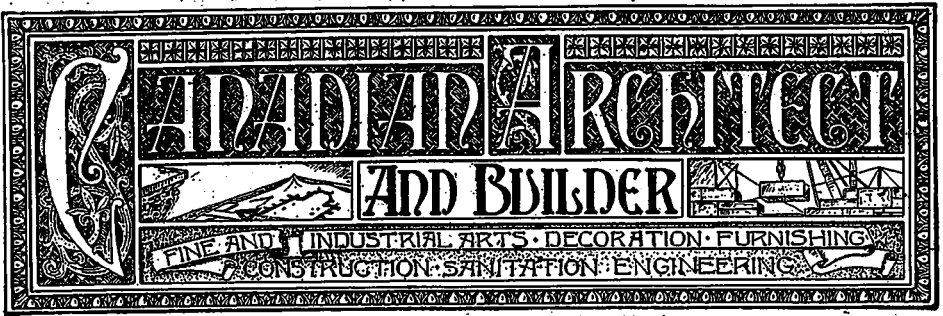 CANADIAN ARCHITECT
AND BUILDER
FINE AND INDUSTRIAL ARTS · DECORATION · FURNISHING
CONSTRUCTION · SANITATION · ENGINEERING